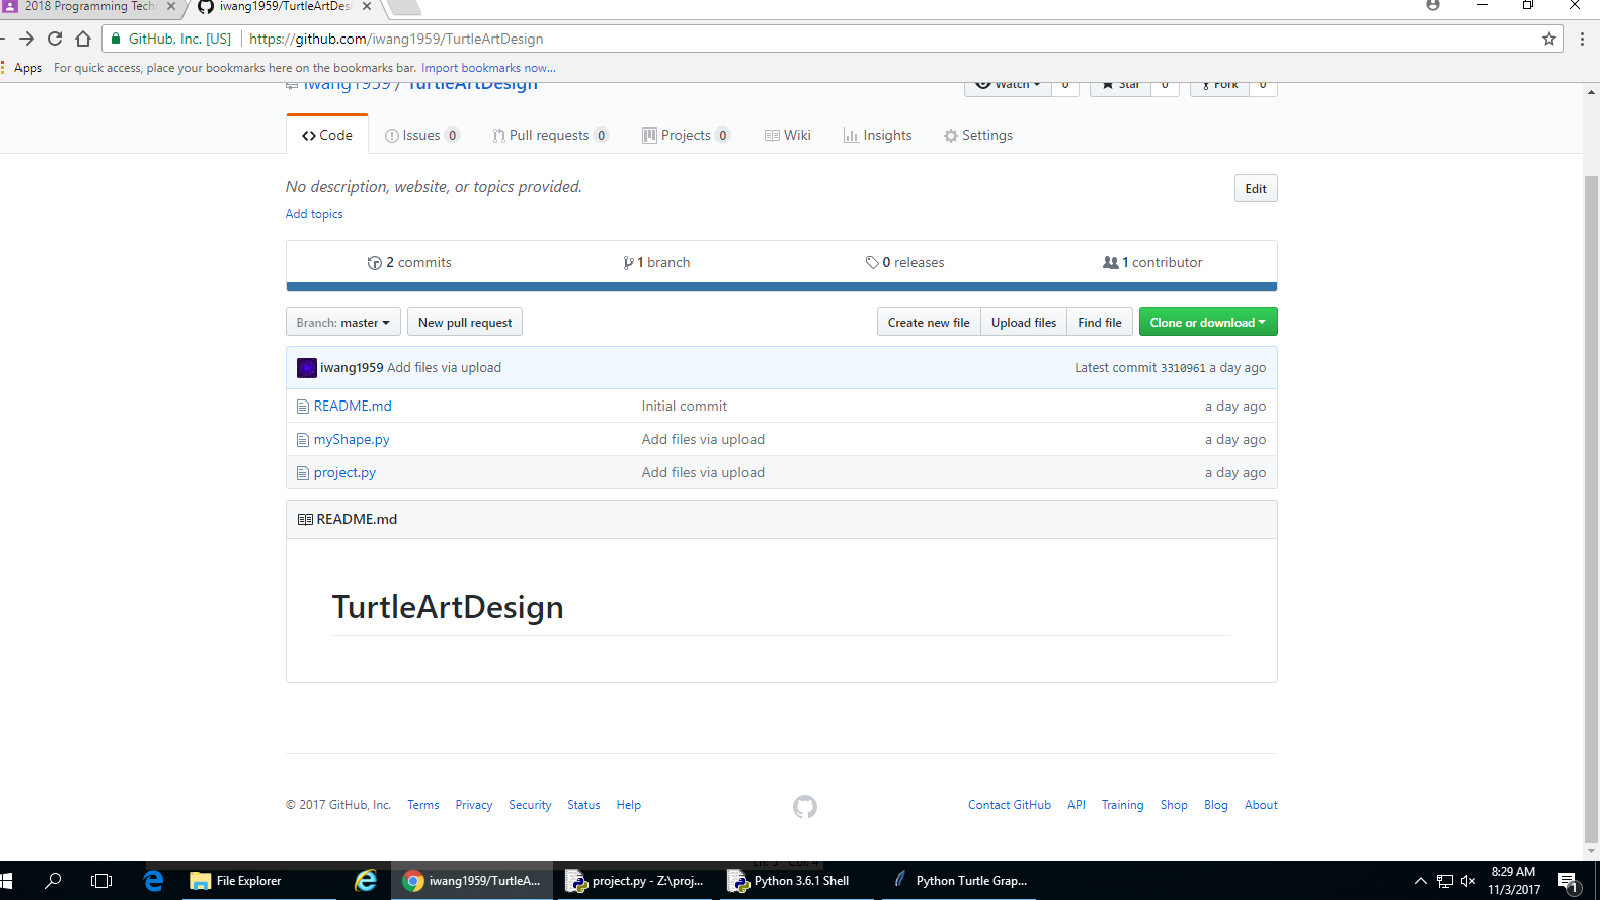 2018 Programming Tech
iwang1959/TurtleArtDesi
GitHub, Inc. [US] https://github.com/iwang1959/TurtleArtDesign
Apps For quick access, place your bookmarks here on the bookmarks bar. Import bookmarks now...
iwang1959 / TurtleArtDesign Watch 0 Star 0 Fork 0
Code Issues 0 Pull requests 0 Projects 0 Wiki Insights Settings
No description, website, or topics provided. Edit
Add topics
2 commits 1 branch 0 releases 1 contributor
Branch: master New pull request Create new file Upload files Find file Clone or download
iwang1959 Add files via upload Latest commit 3310961 a day ago
README.md Initial commit a day ago
myShape.py Add files via upload a day ago
project.py Add files via upload a day ago
README.md
TurtleArtDesign
© 2017 GitHub, Inc. Terms Privacy Security Status Help Contact GitHub API Training Shop Blog About
File Explorer iwang1959/TurtleA... project.py - Z:\proj... Python 3.6.1 Shell Python Turtle Grap... 8:29 AM
11/3/2017 1